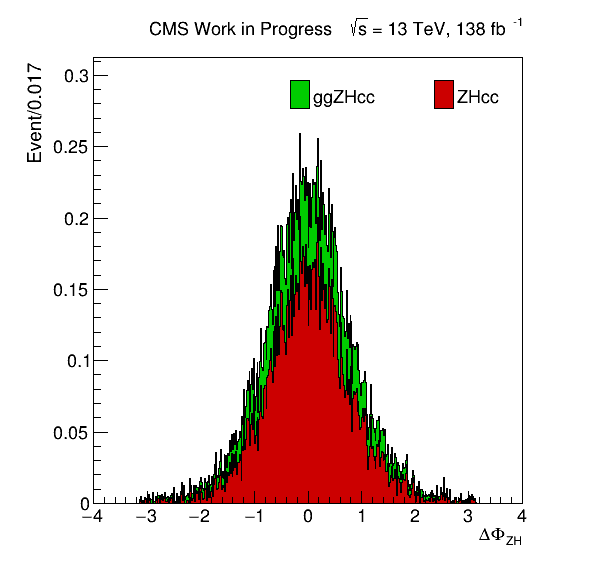 CMS Work in Progress √s = 13 TeV, 138 fb⁻¹
Event/0.017
ggZHcc ZHcc
0.3
0.25
0.2
0.15
0.1
0.05
0
−4 −3 −2 −1 0 1 2 3 4
ΔΦ_ZH